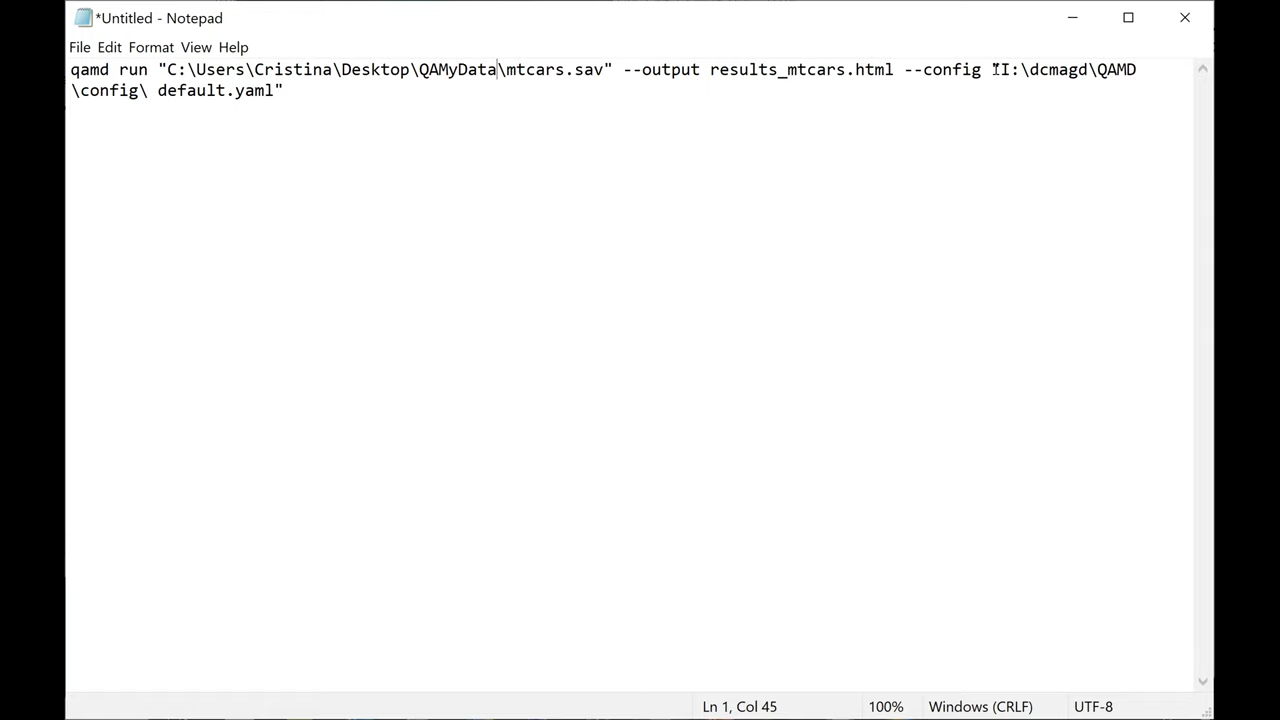 *Untitled - Notepad
File Edit Format View Help
qamd run "C:\Users\Cristina\Desktop\QAMyData\mtcars.sav" --output results_mtcars.html --config "I:\dcmagd\QAMD
\config\ default.yaml"
Ln 1, Col 45 100% Windows (CRLF) UTF-8